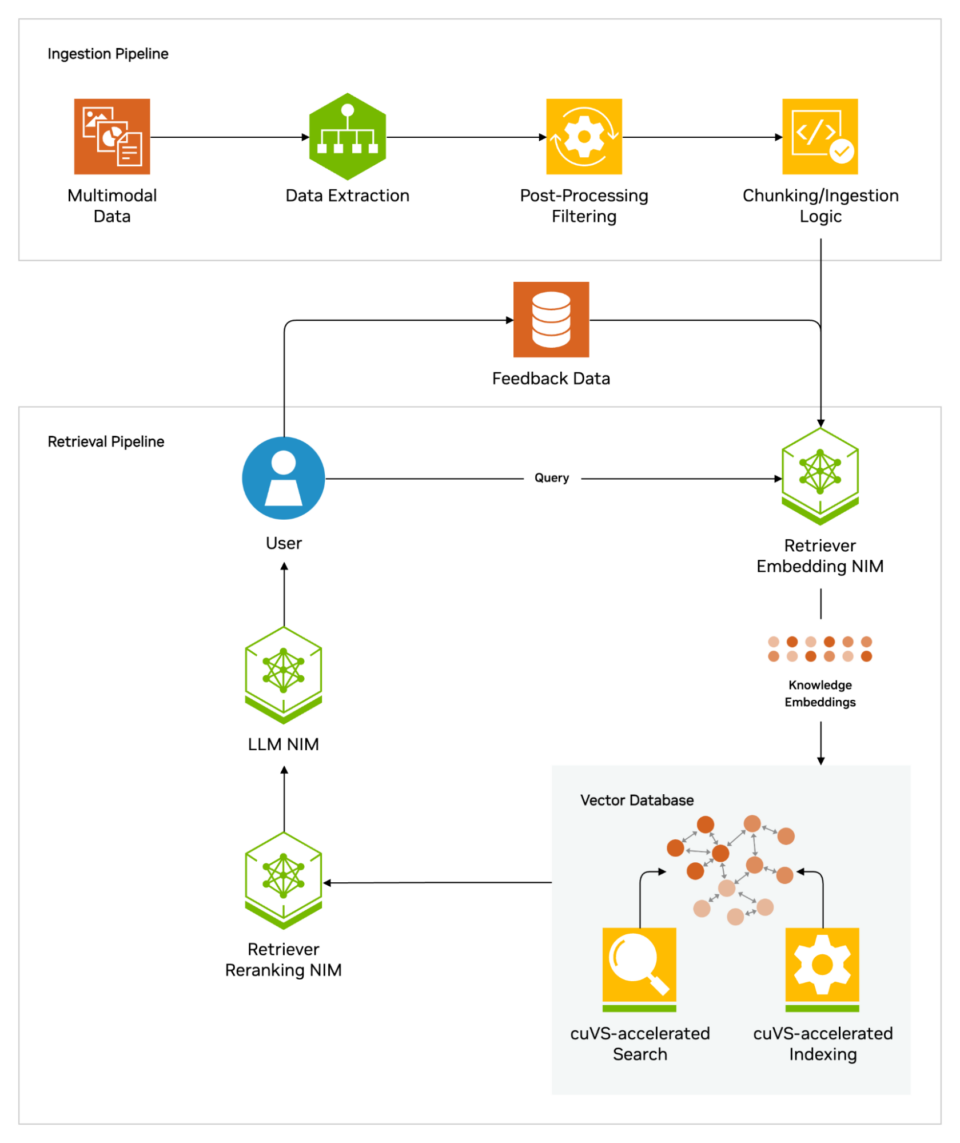 Ingestion Pipeline
Multimodal
Data
Data Extraction
Post-Processing
Filtering
Chunking/Ingestion
Logic
Feedback Data
Retrieval Pipeline
User
Query
Retriever
Embedding NIM
Knowledge
Embeddings
LLM NIM
Vector Database
Retriever
Reranking NIM
cuVS-accelerated
Search
cuVS-accelerated
Indexing